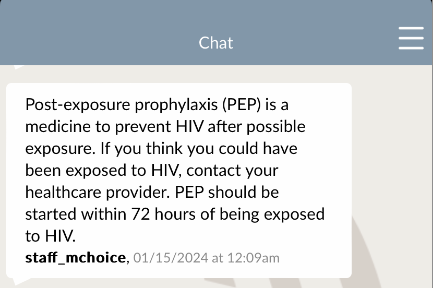 Chat
Post-exposure prophylaxis (PEP) is a
medicine to prevent HIV after possible
exposure. If you think you could have
been exposed to HIV, contact your
healthcare provider. PEP should be
started within 72 hours of being exposed
to HIV.
staff_mchoice, 01/15/2024 at 12:09am